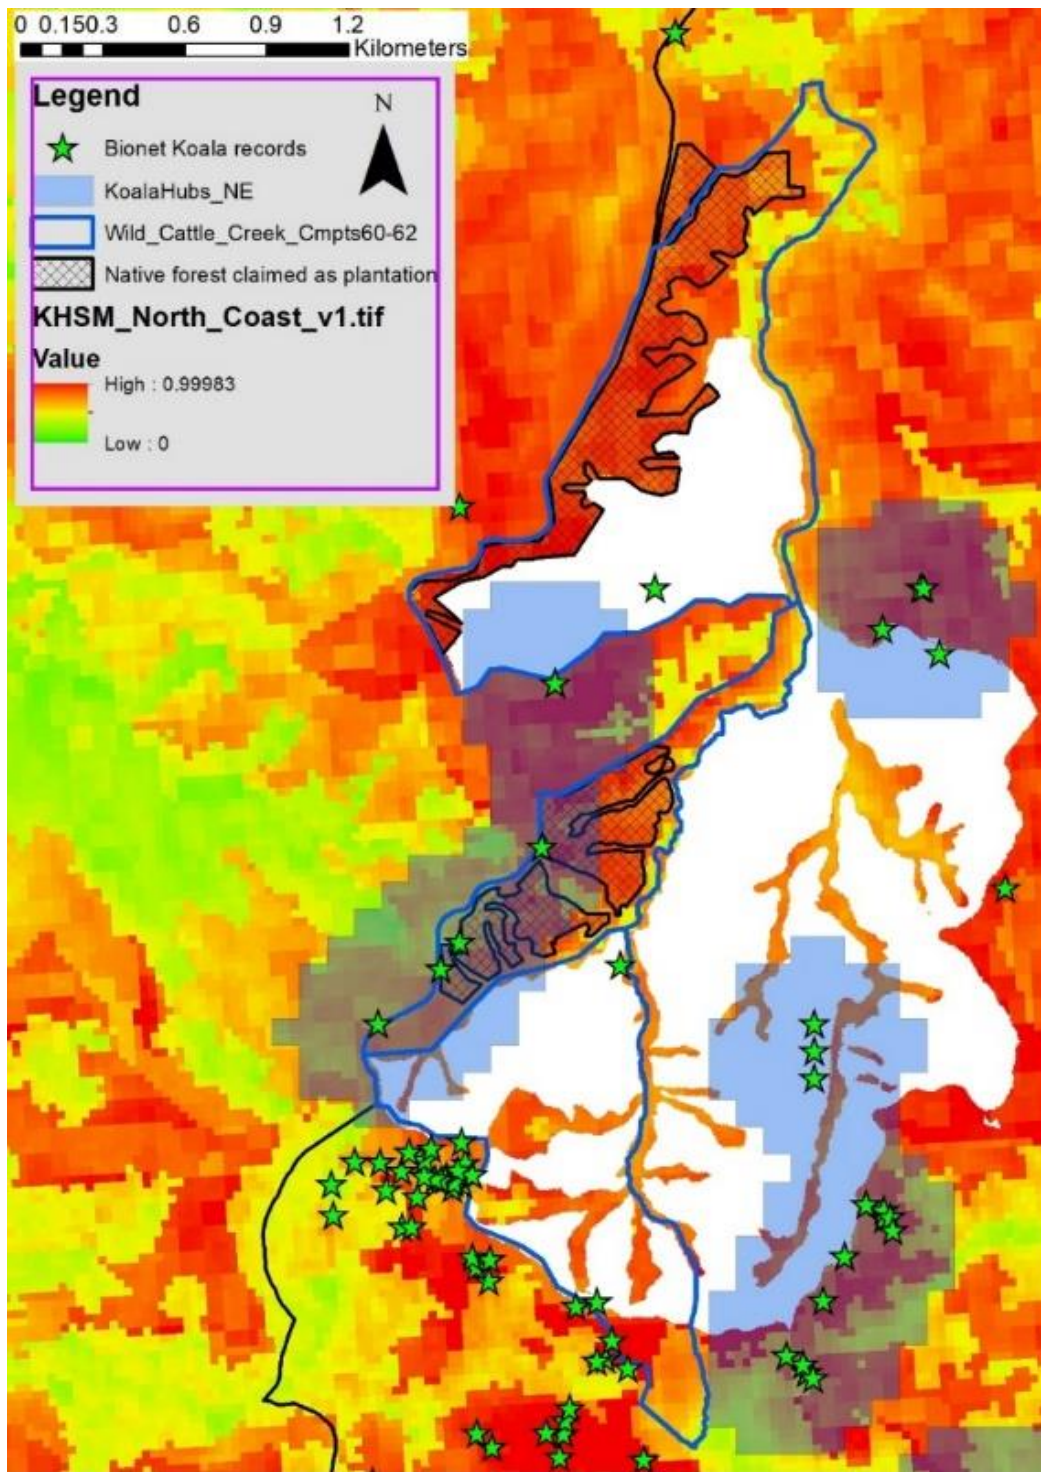 0 0.150.3 0.6 0.9 1.2
Kilometers
Legend
N
Bionet Koala records
KoalaHubs_NE
Wild_Cattle_Creek_Cmpts60-62
Native forest claimed as plantation
KHSM_North_Coast_v1.tif
Value
High : 0.99983
Low : 0